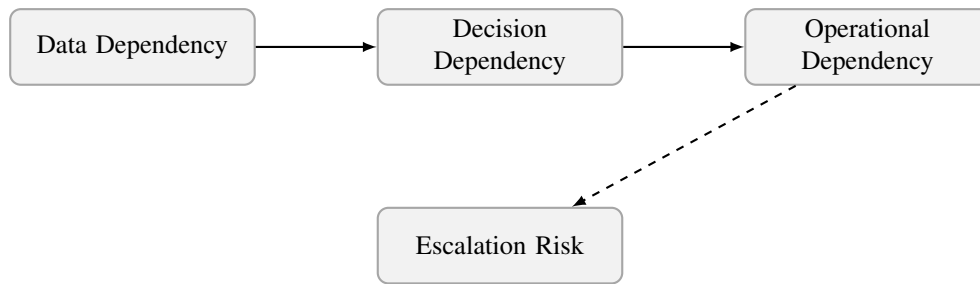 Data Dependency
Decision
Dependency
Operational
Dependency
Escalation Risk